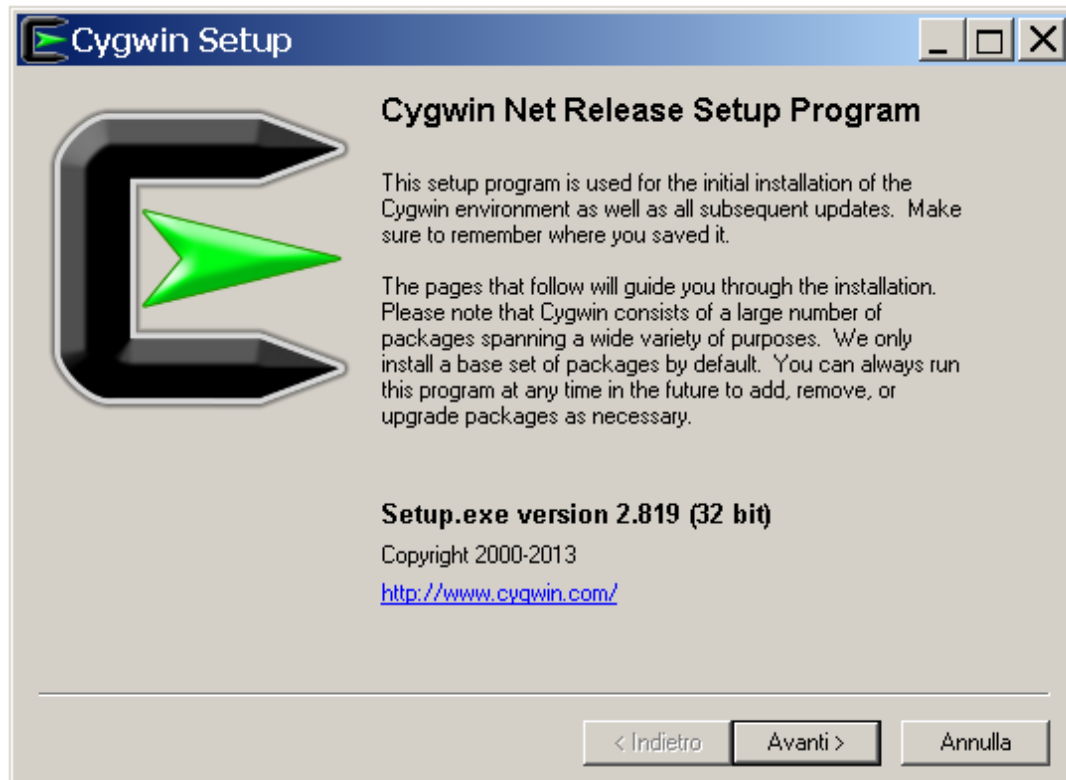 Cygwin Setup
Cygwin Net Release Setup Program
This setup program is used for the initial installation of the
Cygwin environment as well as all subsequent updates.  Make
sure to remember where you saved it.
The pages that follow will guide you through the installation.
Please note that Cygwin consists of a large number of
packages spanning a wide variety of purposes.  We only
install a base set of packages by default.  You can always run
this program at any time in the future to add, remove, or
upgrade packages as necessary.
Setup.exe version 2.819 (32 bit)
Copyright 2000-2013
http://www.cygwin.com/
< Indietro
Avanti >
Annulla